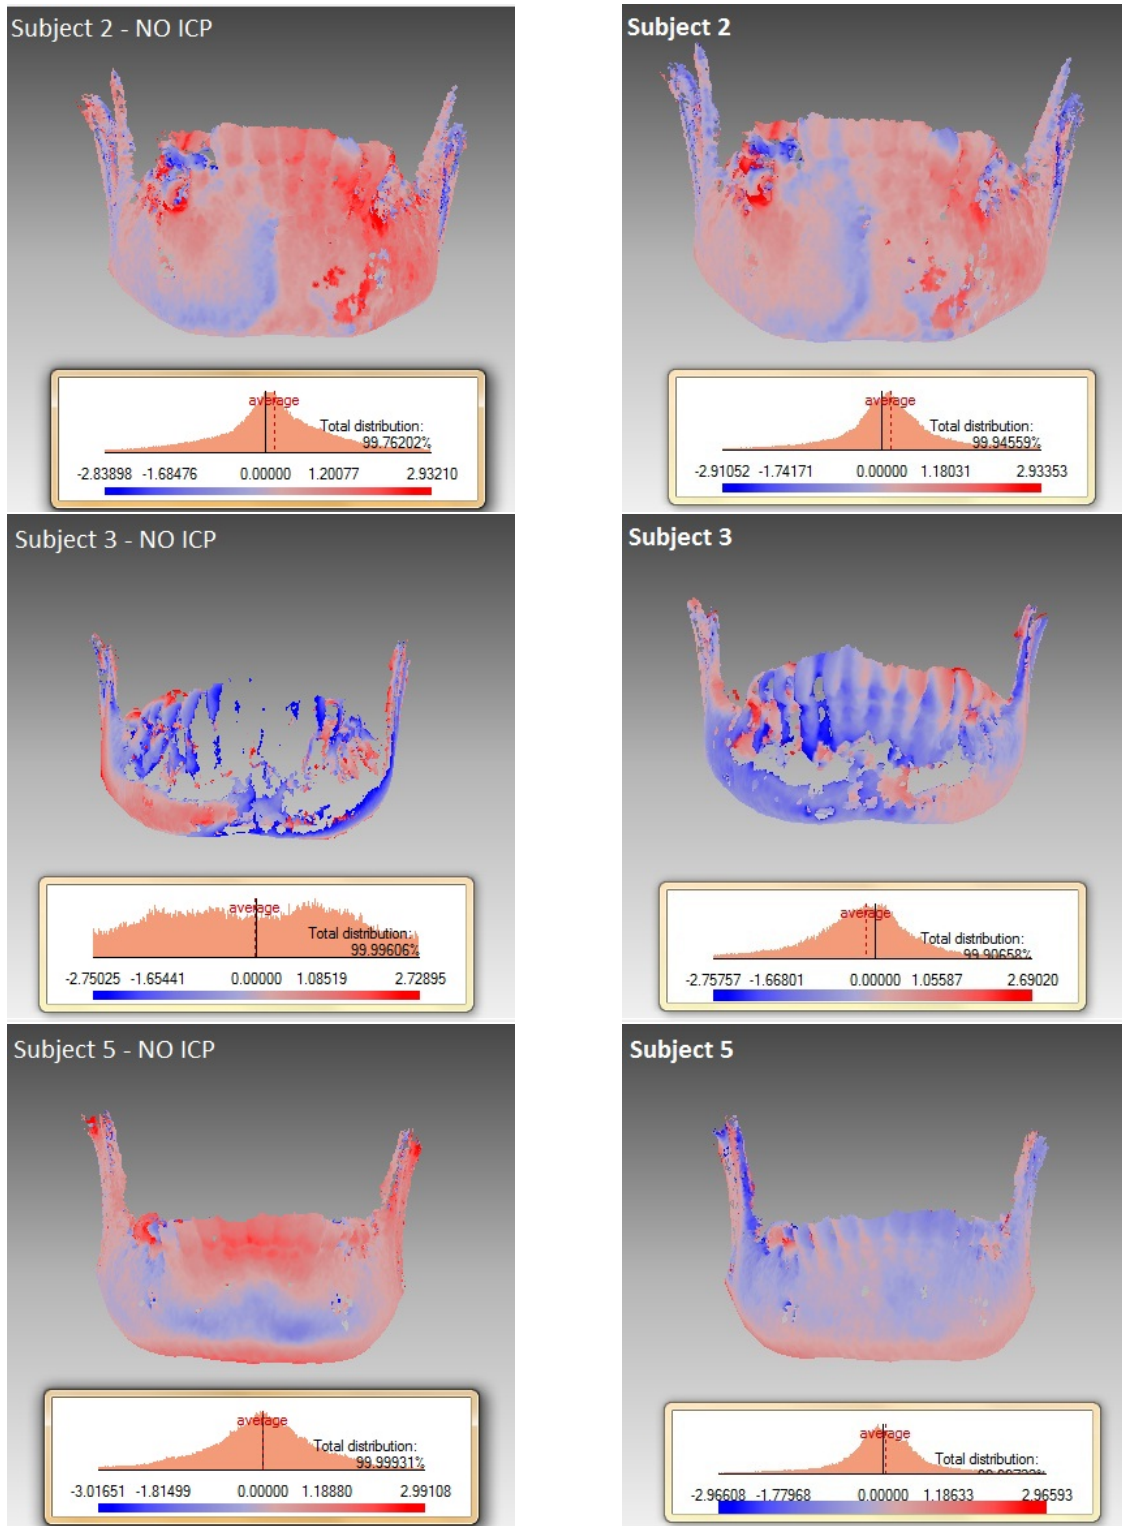 Subject 2 - NO ICP
average
Total distribution:
99.76202%
-2.83898 -1.68476 0.00000 1.20077 2.93210
Subject 2
average
Total distribution:
99.94559%
-2.91052 -1.74171 0.00000 1.18031 2.93353
Subject 3 - NO ICP
average
Total distribution:
99.99606%
-2.75025 -1.65441 0.00000 1.08519 2.72895
Subject 3
average
Total distribution:
99.90658%
-2.75757 -1.66801 0.00000 1.05587 2.69020
Subject 5 - NO ICP
average
Total distribution:
99.99931%
-3.01651 -1.81499 0.00000 1.18880 2.99108
Subject 5
average
Total distribution:
-2.96608 -1.77968 0.00000 1.18633 2.96593